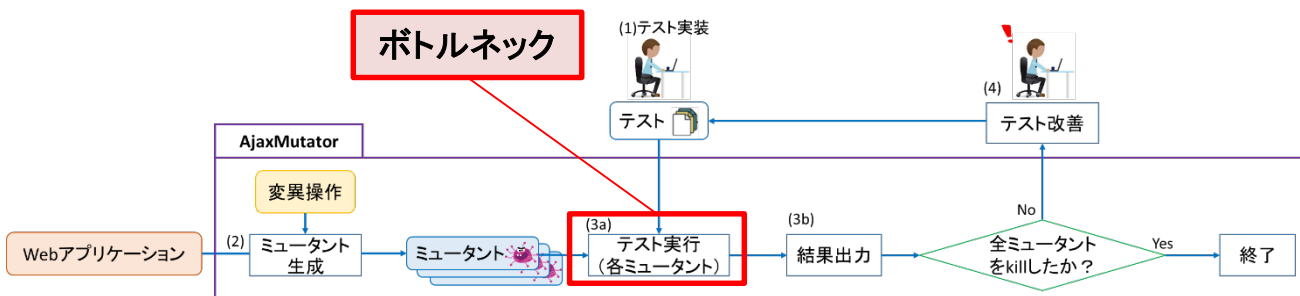 ボトルネック
(1)テスト実装
テスト
(4)
テスト改善
AjaxMutator
変異操作
Webアプリケーション
(2)
ミュータント
生成
ミュータント
(3a)
テスト実行
（各ミュータント）
(3b)
結果出力
No
全ミュータント
をkillしたか？
Yes
終了